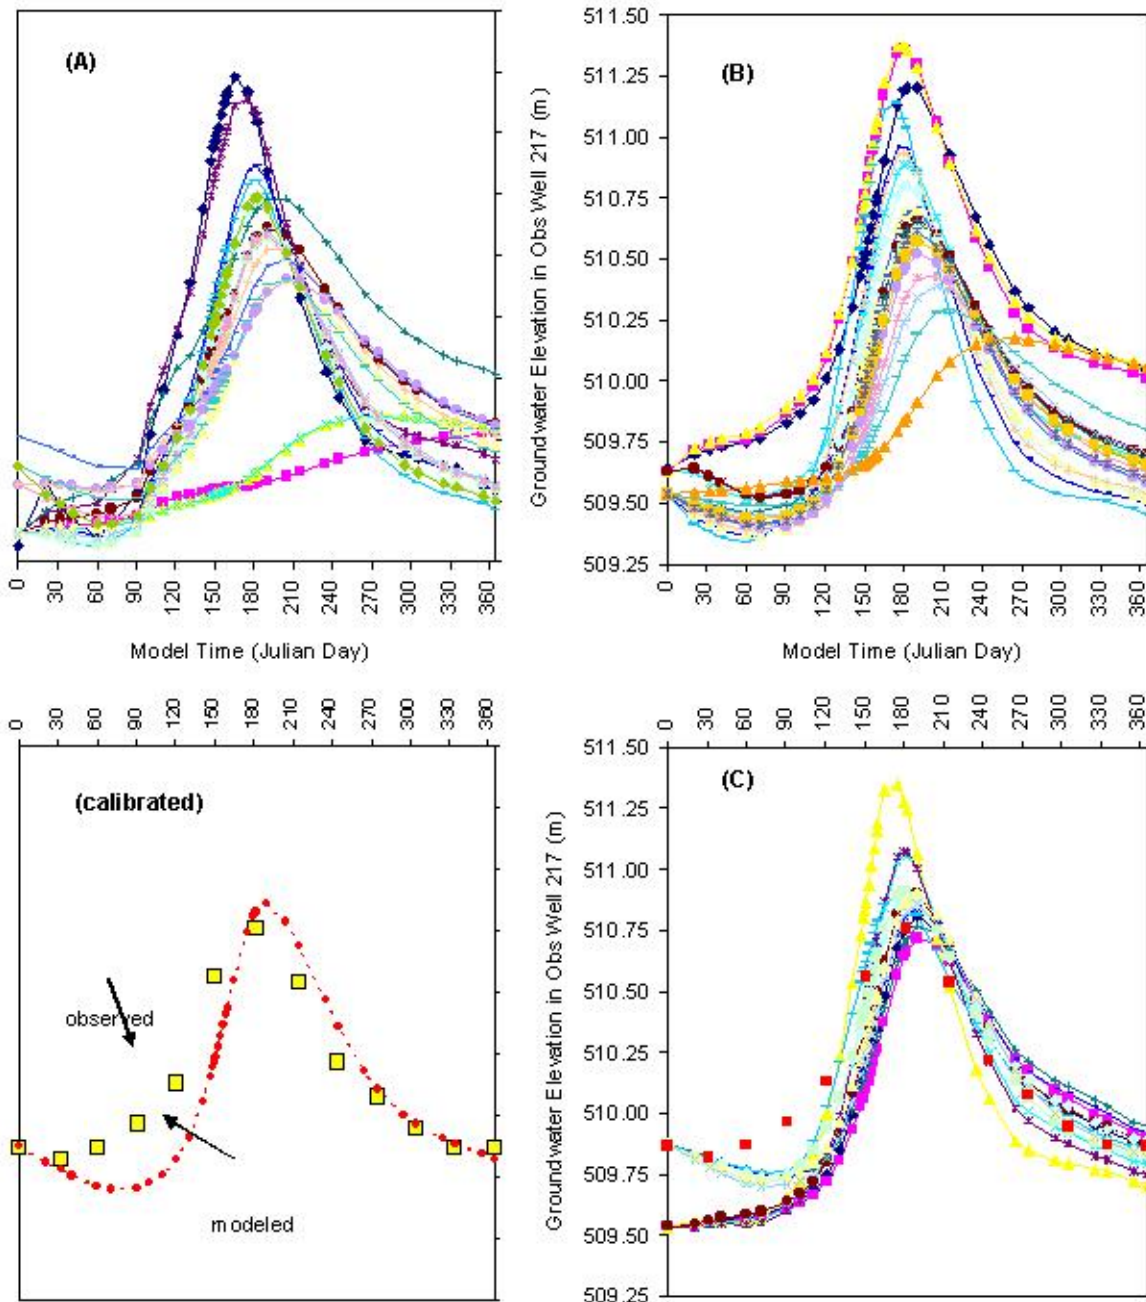 (A)
0 30 60 90 120 150 180 210 240 270 300 330 360
Model Time (Julian Day)
Groundwater Elevation in Obs Well 217 (m)
511.50
511.25
511.00
510.75
510.50
510.25
510.00
509.75
509.50
509.25
(B)
0 30 60 90 120 150 180 210 240 270 300 330 360
Model Time (Julian Day)
0 30 60 90 120 150 180 210 240 270 300 330 360
(calibrated)
observed
modeled
0 30 60 90 120 150 180 210 240 270 300 330 360
Groundwater Elevation in Obs Well 217 (m)
511.50
511.25
511.00
510.75
510.50
510.25
510.00
509.75
509.50
509.25
(C)